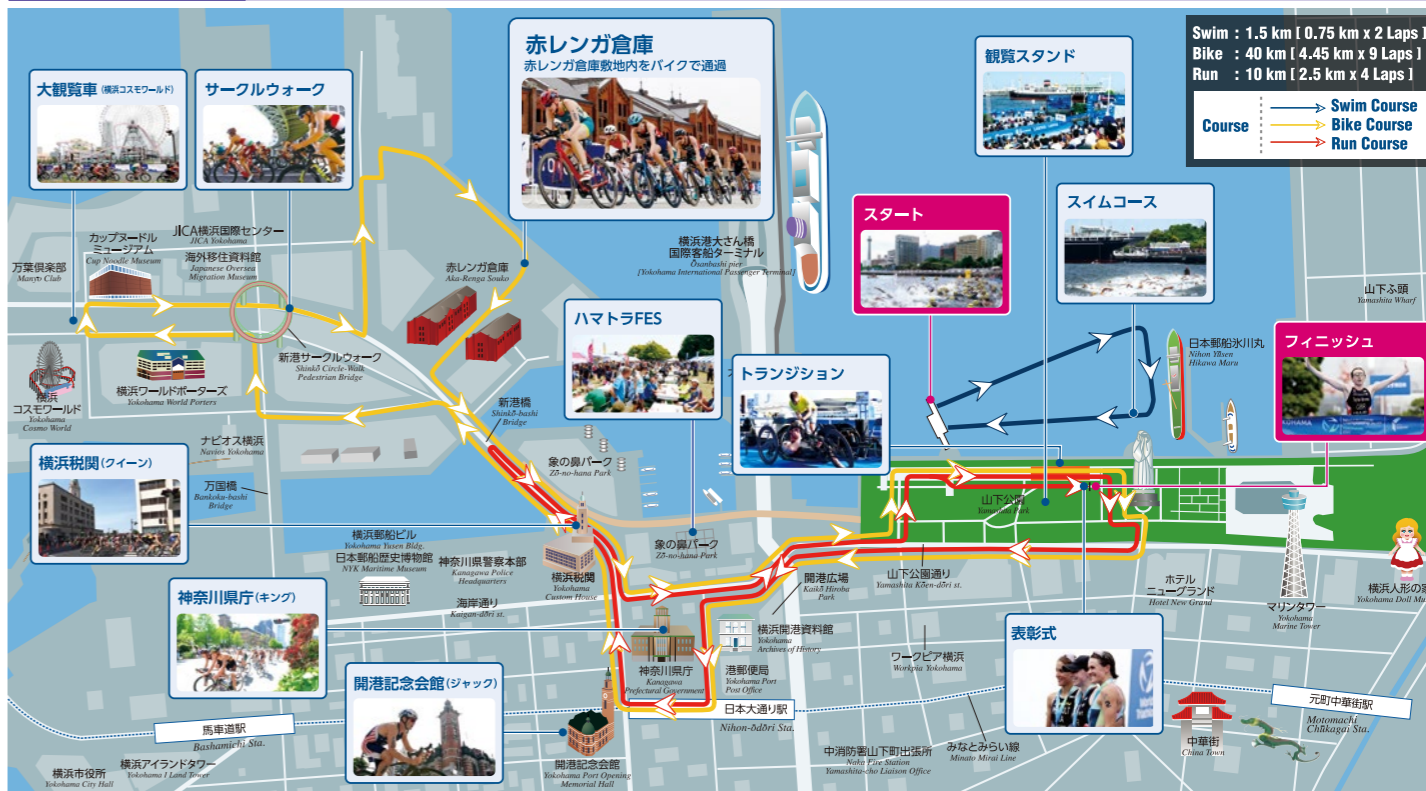 Swim : 1.5 km [ 0.75 km x 2 Laps ]
Bike : 40 km [ 4.45 km x 9 Laps ]
Run : 10 km [ 2.5 km x 4 Laps ]
Course
Swim Course
Bike Course
Run Course
赤レンガ倉庫
赤レンガ倉庫敷地内をバイクで通過
大観覧車 (横浜コスモワールド)
サークルウォーク
観覧スタンド
スタート
スイムコース
フィニッシュ
ハマトラFES
トランジション
横浜税関 (クイーン)
神奈川県庁 (キング)
開港記念会館 (ジャック)
表彰式
万葉倶楽部
Manyo Club
カップヌードル
ミュージアム
Cup Noodle Museum
JICA横浜国際センター
JICA Yokohama
海外移住資料館
Japanese Oversea
Migration Museum
赤レンガ倉庫
Aka-Renga Souko
横浜港大さん橋
国際客船ターミナル
Ōsanbashi pier
[Yokohama International Passenger Terminal]
山下ふ頭
Yamashita Wharf
日本郵船氷川丸
Nihon Yūsen
Hikawa Maru
横浜
コスモワールド
Yokohama
Cosmo World
横浜ワールドポーターズ
Yokohama World Porters
新港サークルウォーク
Shinkō Circle-Walk
Pedestrian Bridge
新港橋
Shinkō-bashi
Bridge
ナビオス横浜
Navios Yokohama
万国橋
Bankoku-bashi
Bridge
象の鼻パーク
Zō-no-hana Park
横浜郵船ビル
Yokohama Yusen Bldg.
日本郵船歴史博物館
NYK Maritime Museum
神奈川県警察本部
Kanagawa Police
Headquarters
海岸通り
Kaigan-dōri st.
横浜税関
Yokohama
Custom House
象の鼻パーク
Zō-no-hana Park
山下公園
Yamashita Park
山下公園通り
Yamashita Kōen-dōri st.
開港広場
Kaikō Hiroba
Park
横浜開港資料館
Yokohama
Archives of History
神奈川県庁
Kanagawa
Prefectural Government
港郵便局
Yokohama Port
Post Office
ホテル
ニューグランド
Hotel New Grand
マリンタワー
Yokohama
Marine Tower
横浜人形の家
Yokohama Doll Mu
ワークピア横浜
Workpia Yokohama
馬車道駅
Bashamichi Sta.
日本大通り駅
Nihon-ōdōri Sta.
元町中華街駅
Motomachi
Chūkagai Sta.
横浜市役所
Yokohama City Hall
横浜アイランドタワー
Yokohama I Land Tower
開港記念会館
Yokohama Port Opening
Memorial Hall
中消防署山下町出張所
Naka Fire Station
Yamashita-cho Liaison Office
みなとみらい線
Minato Mirai Line
中華街
China Town